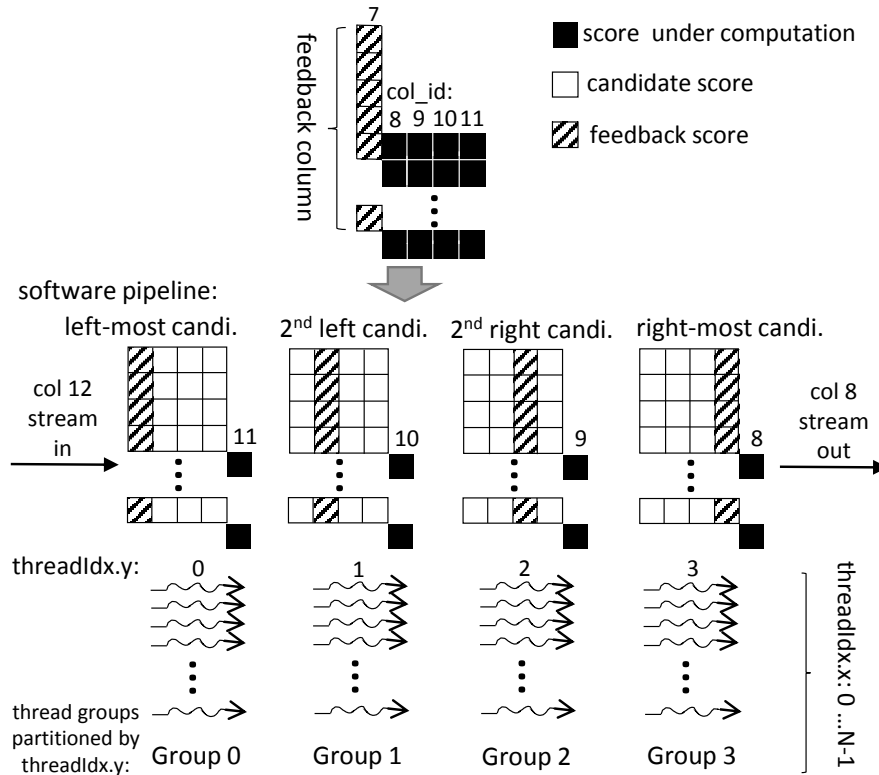 7
feedback column
col_id:
8 9 10 11
score under computation
candidate score
feedback score
software pipeline:
left-most candi.
2nd left candi.
2nd right candi.
right-most candi.
col 12
stream
in
11
10
9
8
col 8
stream
out
threadIdx.y:
0
1
2
3
threadIdx.x: 0 ...N-1
thread groups
partitioned by
threadIdx.y:
Group 0
Group 1
Group 2
Group 3